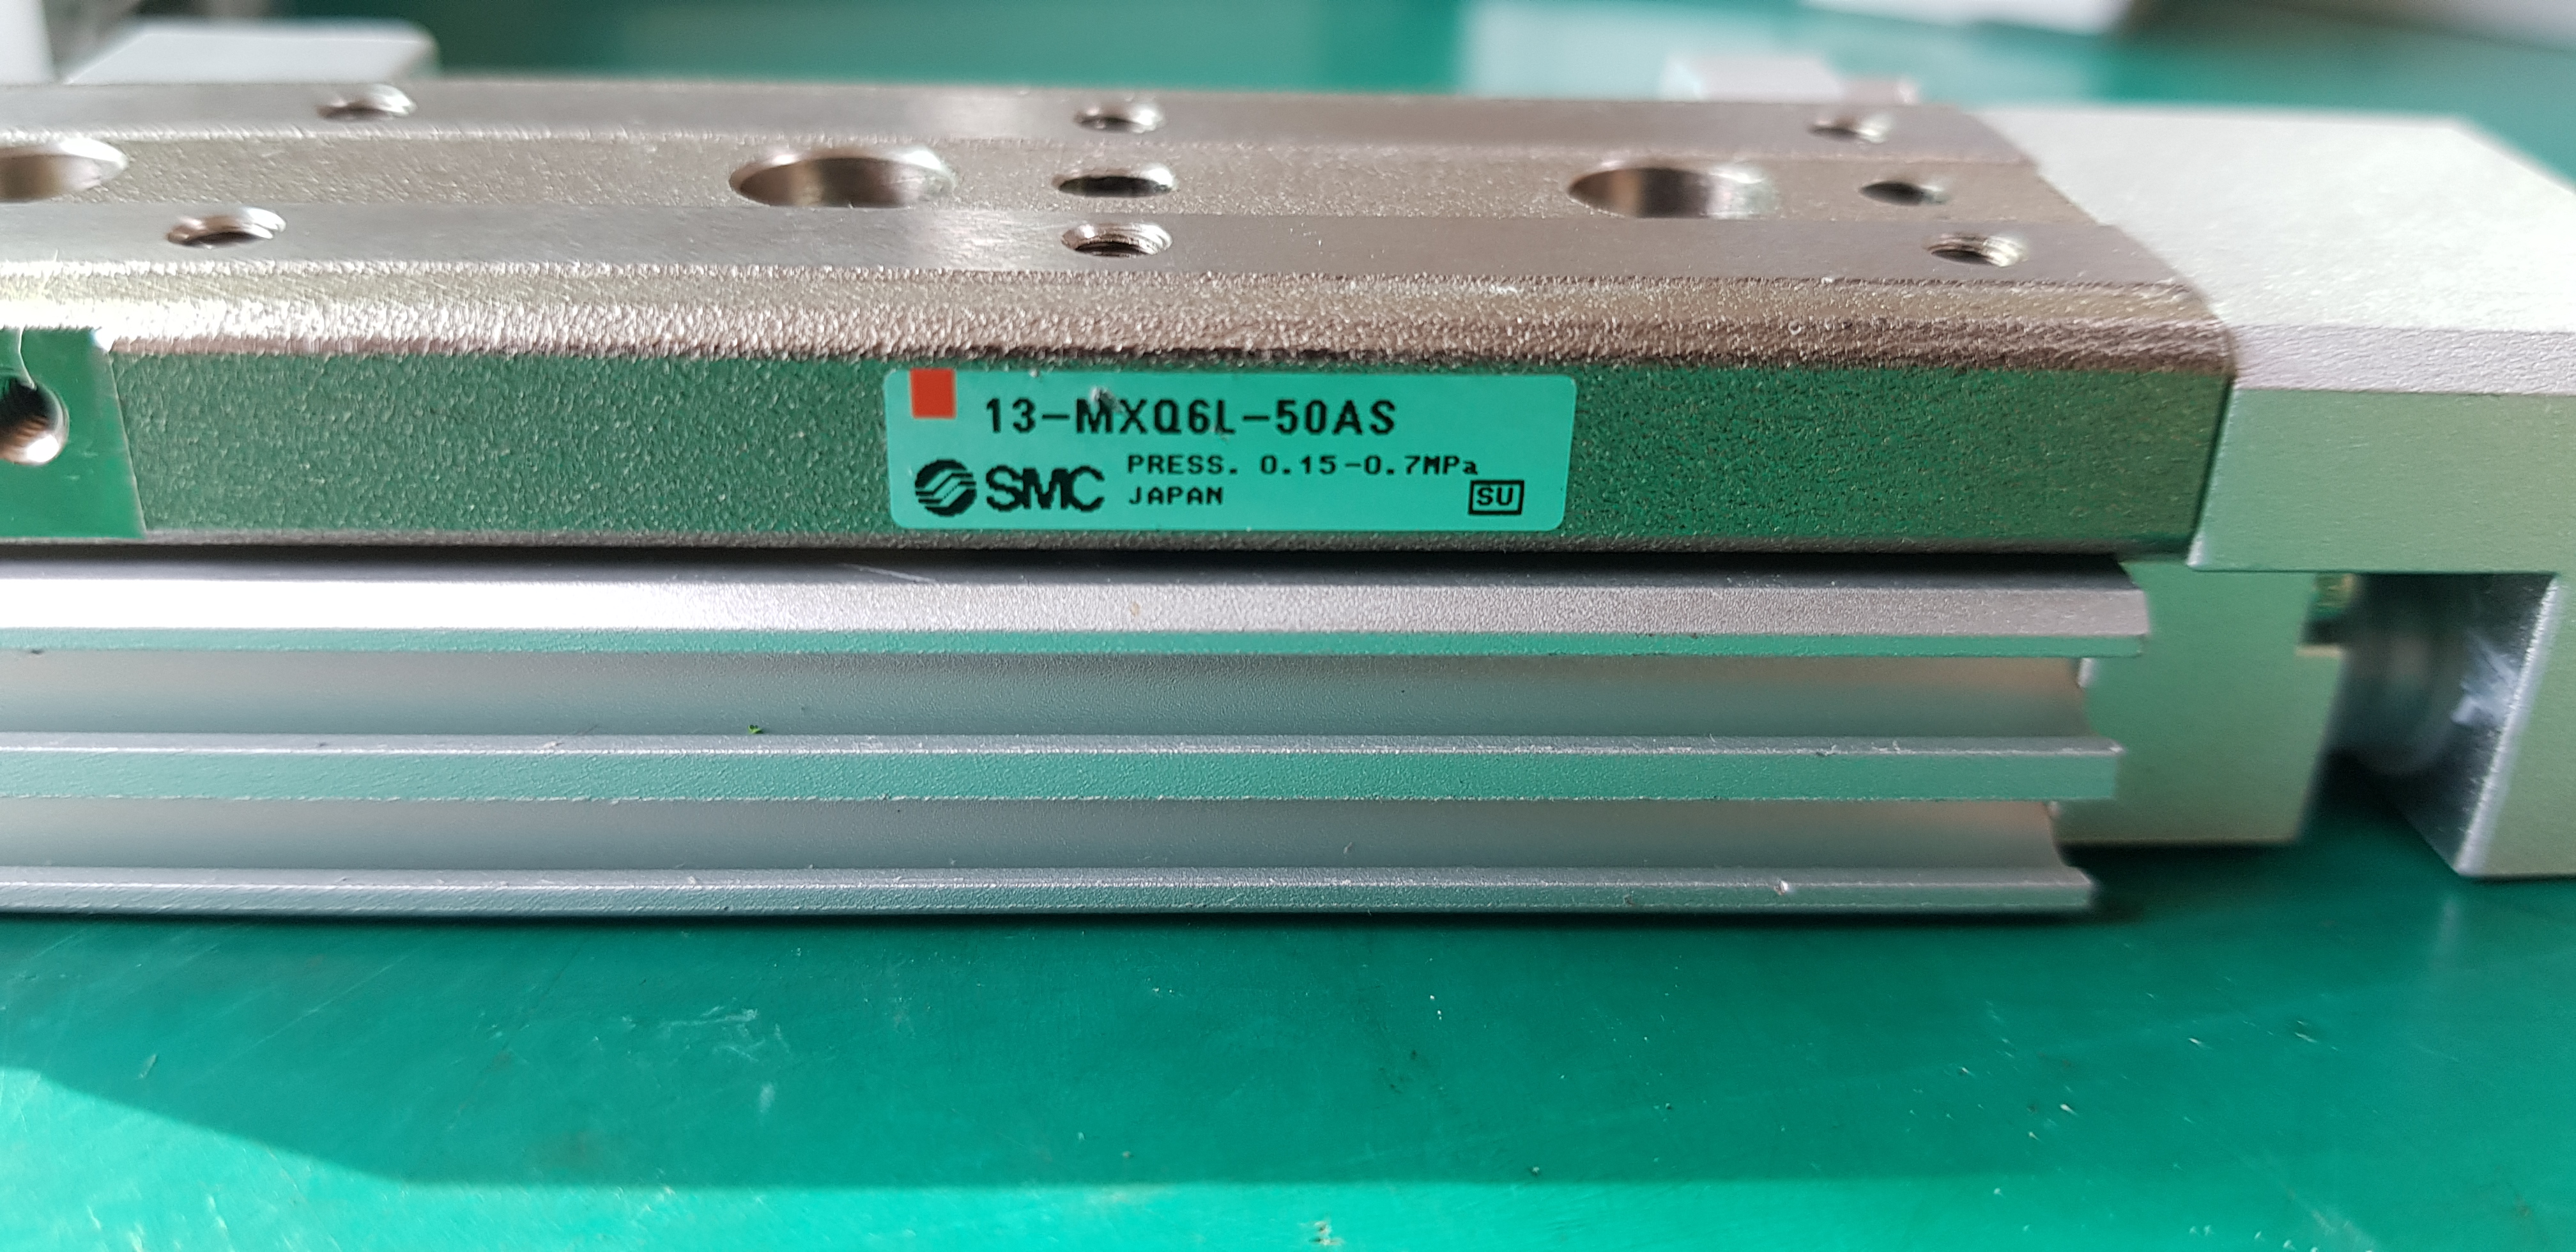 13-MXQ6L-50AS
SMC PRESS. 0.15-0.7MPa
JAPAN SU